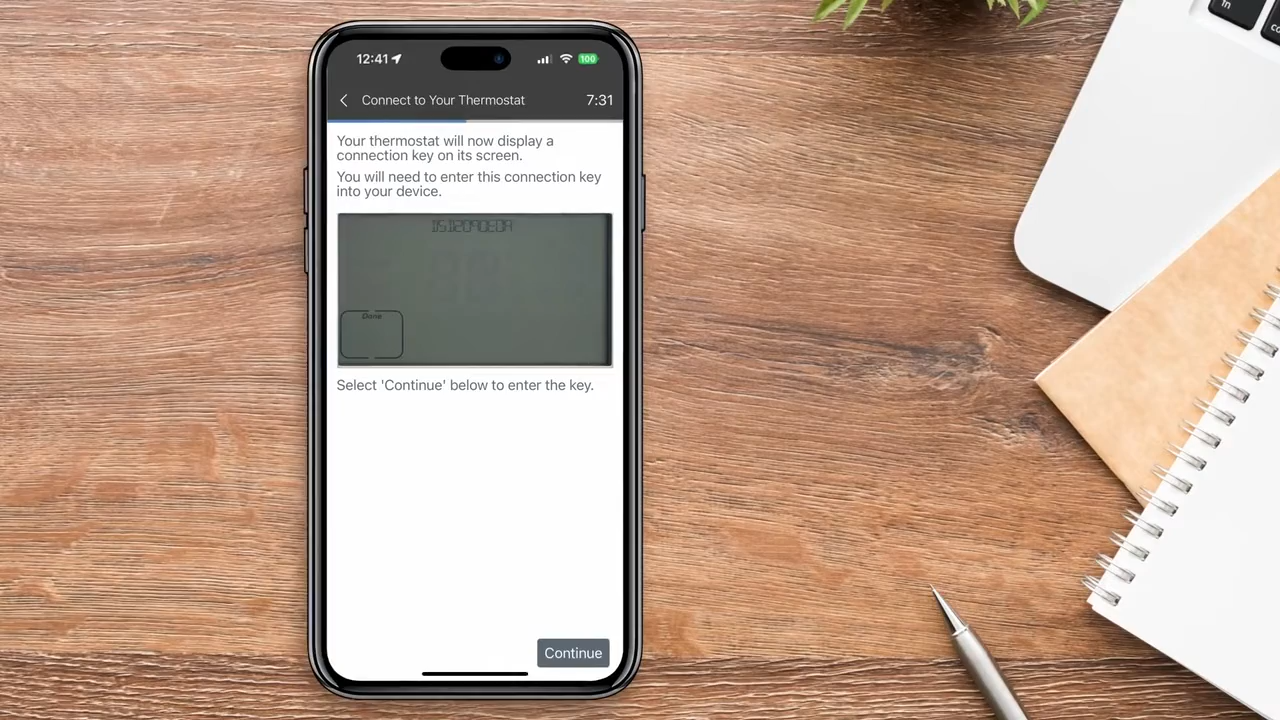 12:41
100
Connect to Your Thermostat
7:31
Your thermostat will now display a
connection key on its screen.
You will need to enter this connection key
into your device.
Done
Select 'Continue' below to enter the key.
Continue
fn